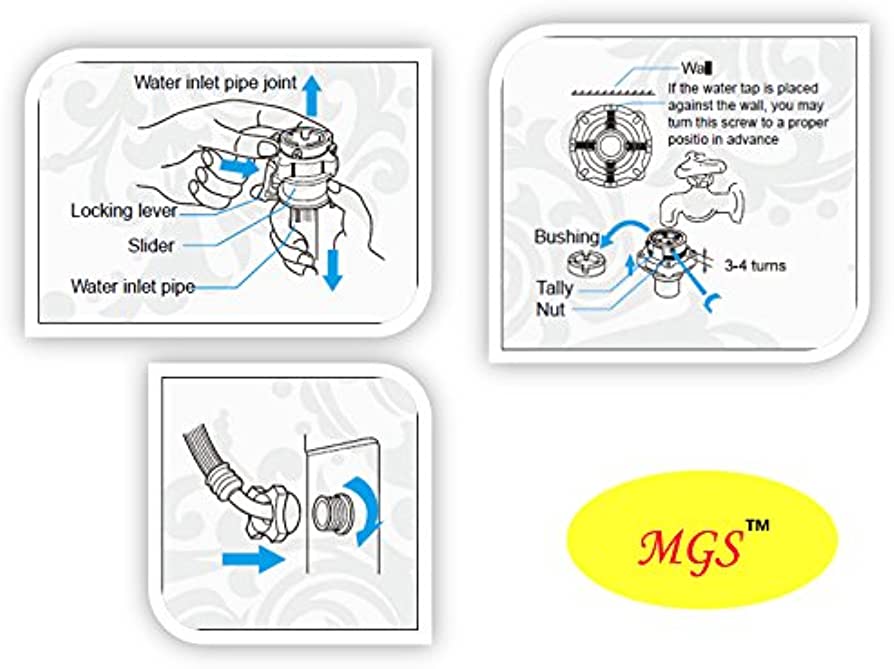 Water inlet pipe joint
Locking lever
Slider
Water inlet pipe
Wall
If the water tap is placed
against the wall, you may
turn this screw to a proper
positio in advance
Bushing
3-4 turns
Tally
Nut
MGS™